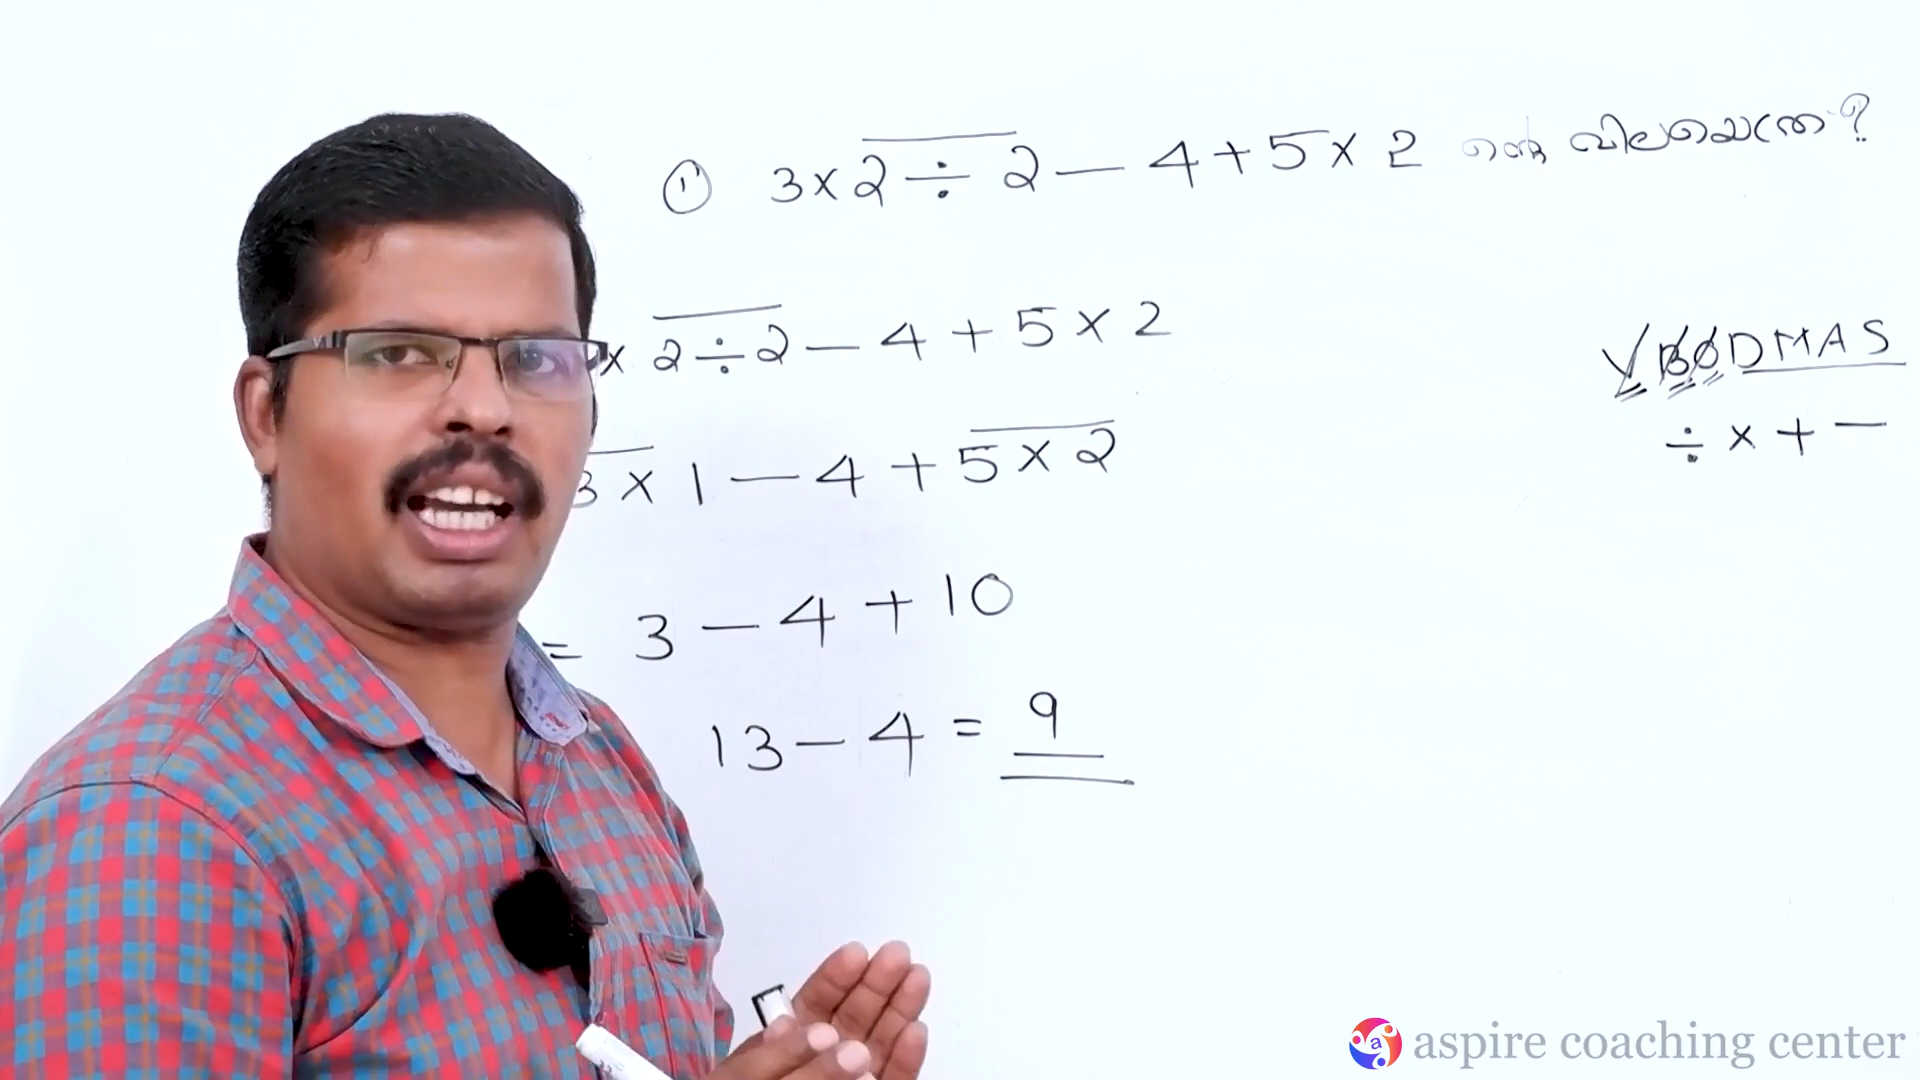 ① 3 × 2 ÷ 2 — 4 + 5 × 2 ന്റെ വിലയെത്ര?
× 2 ÷ 2 — 4 + 5 × 2
VBODMAS
÷ × + —
3 × 1 — 4 + 5 × 2
= 3 — 4 + 10
13 — 4 = 9
a aspire coaching center